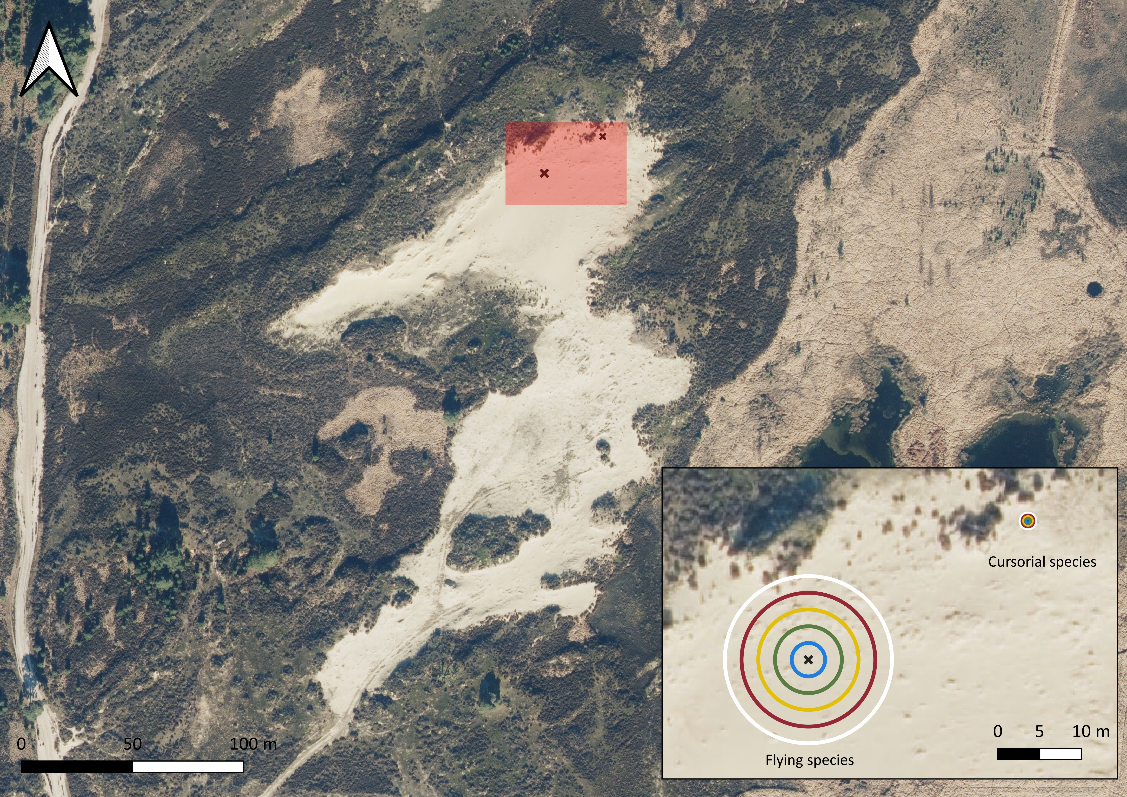 Cursorial species
0 5 10 m
0 50 100 m
Flying species